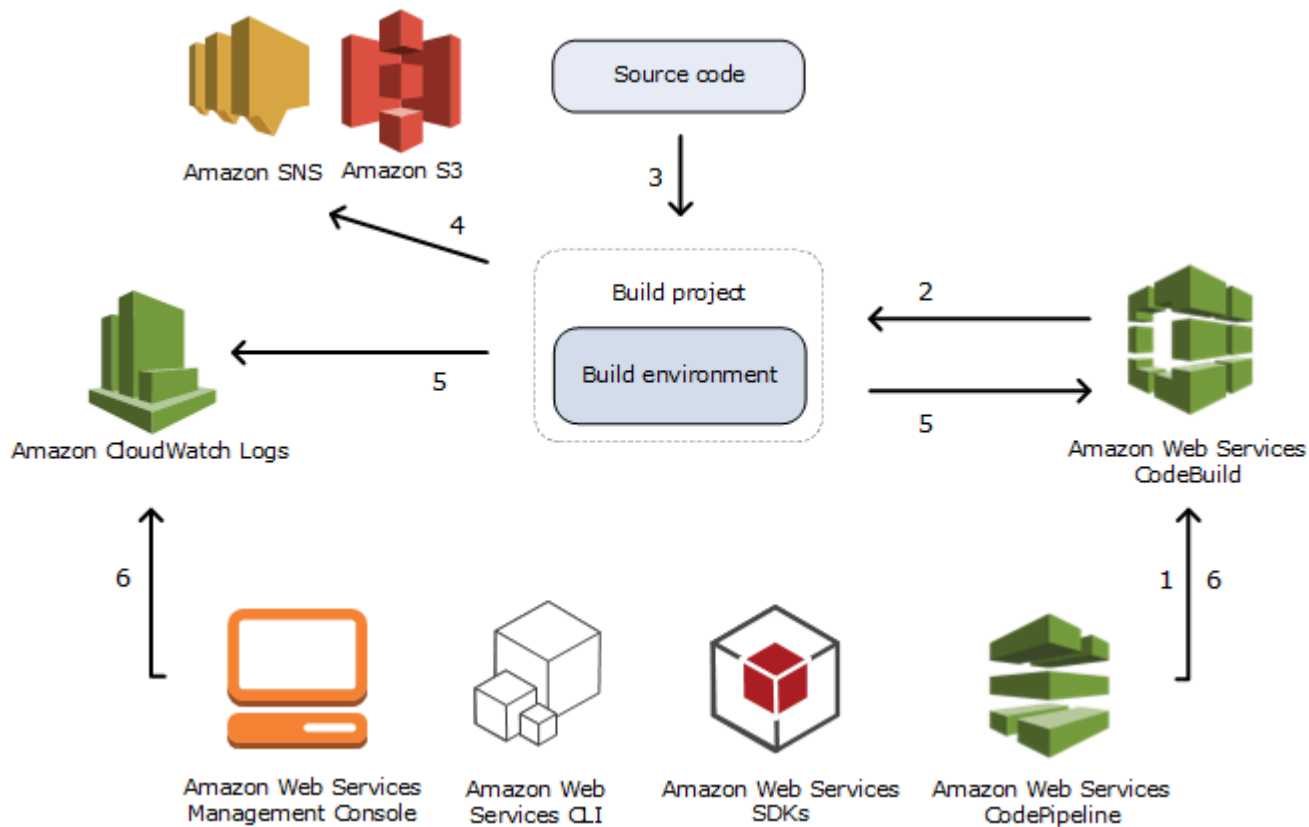 Source code
Amazon SNS
Amazon S3
3
4
Build project
2
Build environment
5
5
Amazon CloudWatch Logs
Amazon Web Services
CodeBuild
6
1
6
Amazon Web Services
Management Console
Amazon Web
Services CLI
Amazon Web Services
SDKs
Amazon Web Services
CodePipeline